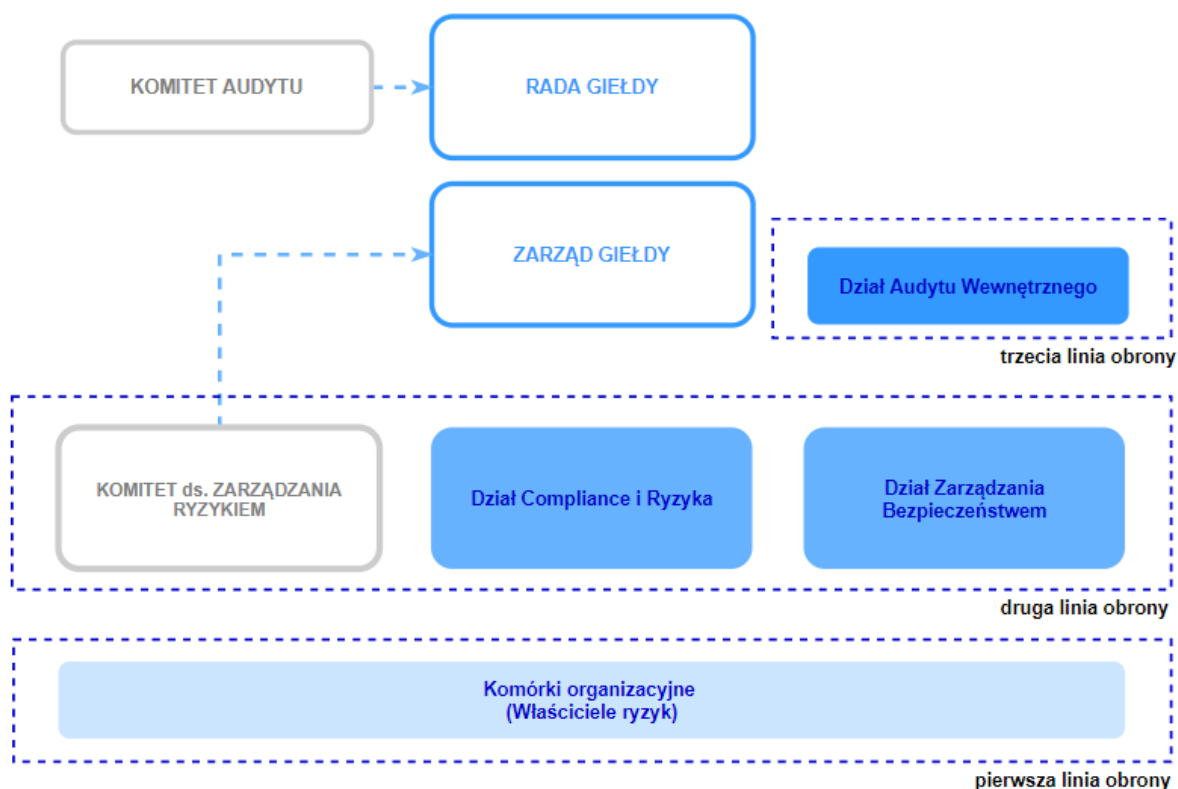 KOMITET AUDYTU
RADA GIEŁDY
ZARZĄD GIEŁDY
Dział Audytu Wewnętrznego
trzecia linia obrony
KOMITET ds. ZARZĄDZANIA
RYZYKIEM
Dział Compliance i Ryzyka
Dział Zarządzania
Bezpieczeństwem
druga linia obrony
Komórki organizacyjne
(Właściciele ryzyk)
pierwsza linia obrony